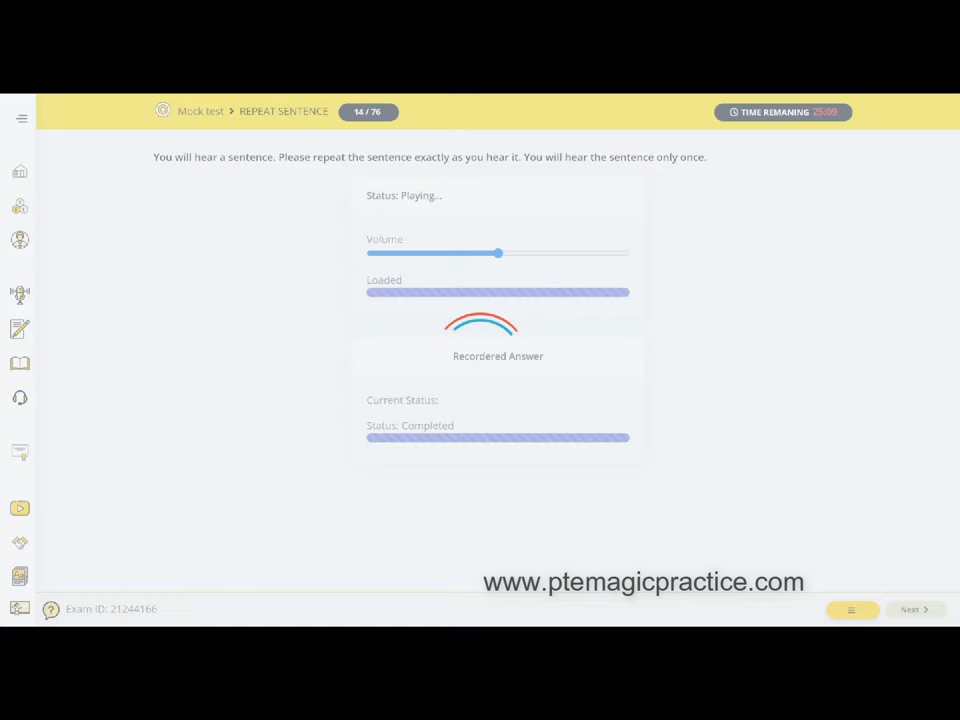 Mock test > REPEAT SENTENCE 14 / 76 TIME REMANING 25:09
You will hear a sentence. Please repeat the sentence exactly as you hear it. You will hear the sentence only once.
Status: Playing...
Volume
Loaded
Recordered Answer
Current Status:
Status: Completed
www.ptemagicpractice.com
? Exam ID: 21244166 Next >